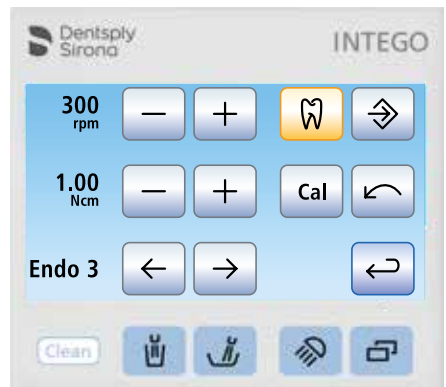 Dentsply
Sirona
INTEGO
300
rpm
1.00
Ncm
Cal
Endo 3
Clean